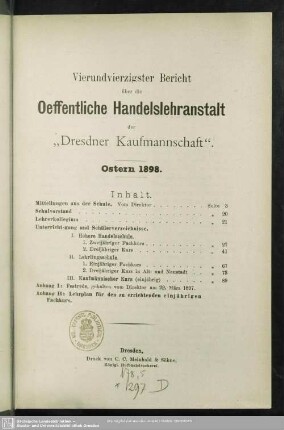 Vierundvierzigster Bericht
über die
Oeffentliche Handelslehranstalt
der
„Dresdner Kaufmannschaft".
Ostern 1898.
Inhalt.
Mitteilungen aus der Schule. Vom Direktor Seite 3
Schulvorstand „ 20
Lehrerkollegium „ 21
Unterrichtsgang und Schülerverzeichnisse.
I. Höhere Handelsschule.
1. Zweijähriger Fachkurs
2. Dreijähriger Kurs „ 41
II. Lehrlingsschule.
1. Einjähriger Fachkurs „ 67
2. Dreijähriger Kurs in Alt- und Neustadt „ 73
III. Kaufmännischer Kurs (einjährig) „ 89
Anhang I: Festrede, gehalten vom Direktor am 22. März 1897.
Anhang II: Lehrplan für den zu errichtenden einjährigen
Fachkurs.
Dresden,
Druck von C. C. Meinhold & Söhne,
Königl. Hofbuchdruckerei.